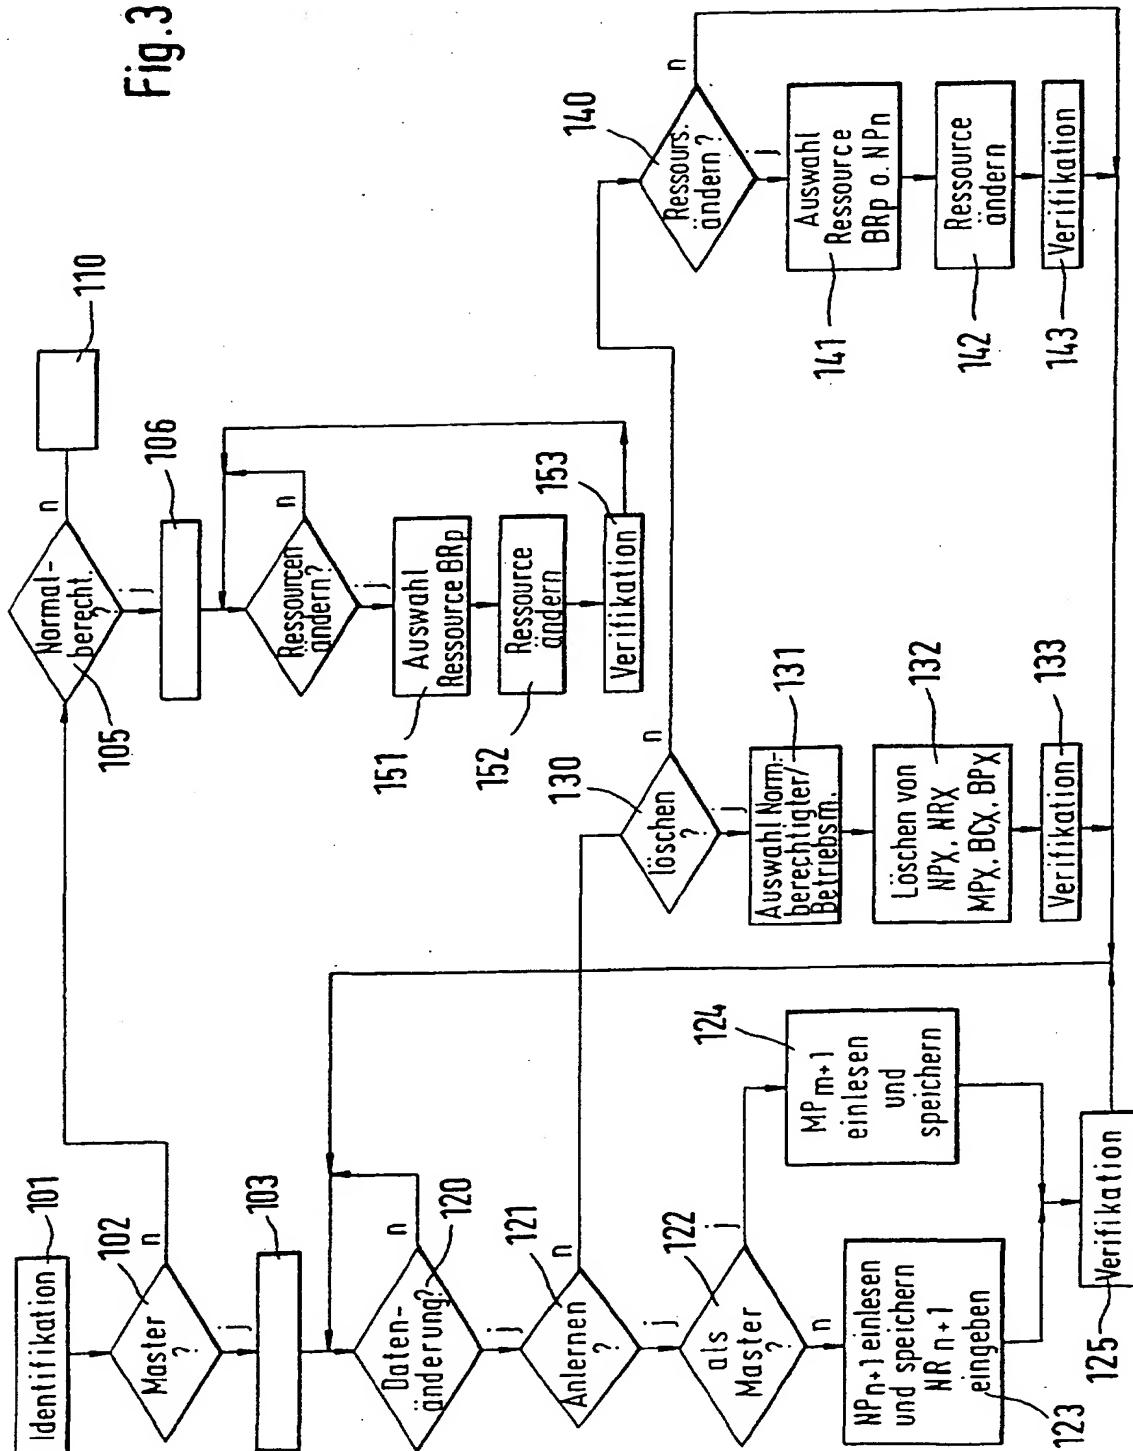 Fig.3
Identifikation
101
Master
?
102
n
j
103
Daten-
änderung?
120
n
j
Anlernen
?
121
n
j
als
Master
?
122
j
n
NPn+1 einlesen
und speichern
NR n+1
eingeben
123
MPm+1
einlesen
und
speichern
124
Verifikation
125
löschen
?
130
n
j
Auswahl Norm.-
berechtigter/
Betriebsm.
131
Löschen von
NPX, NRX
MPX, BCX, BPX
132
Verifikation
133
Ressours.
ändern?
140
n
j
Auswahl
Ressource
BRp o. NPn
141
Ressource
ändern
142
Verifikation
143
Normal-
berecht.
?
105
n
110
j
106
Ressourcen
ändern?
n
j
Auswahl
Ressource BRp
151
Ressource
ändern
152
Verifikation
153